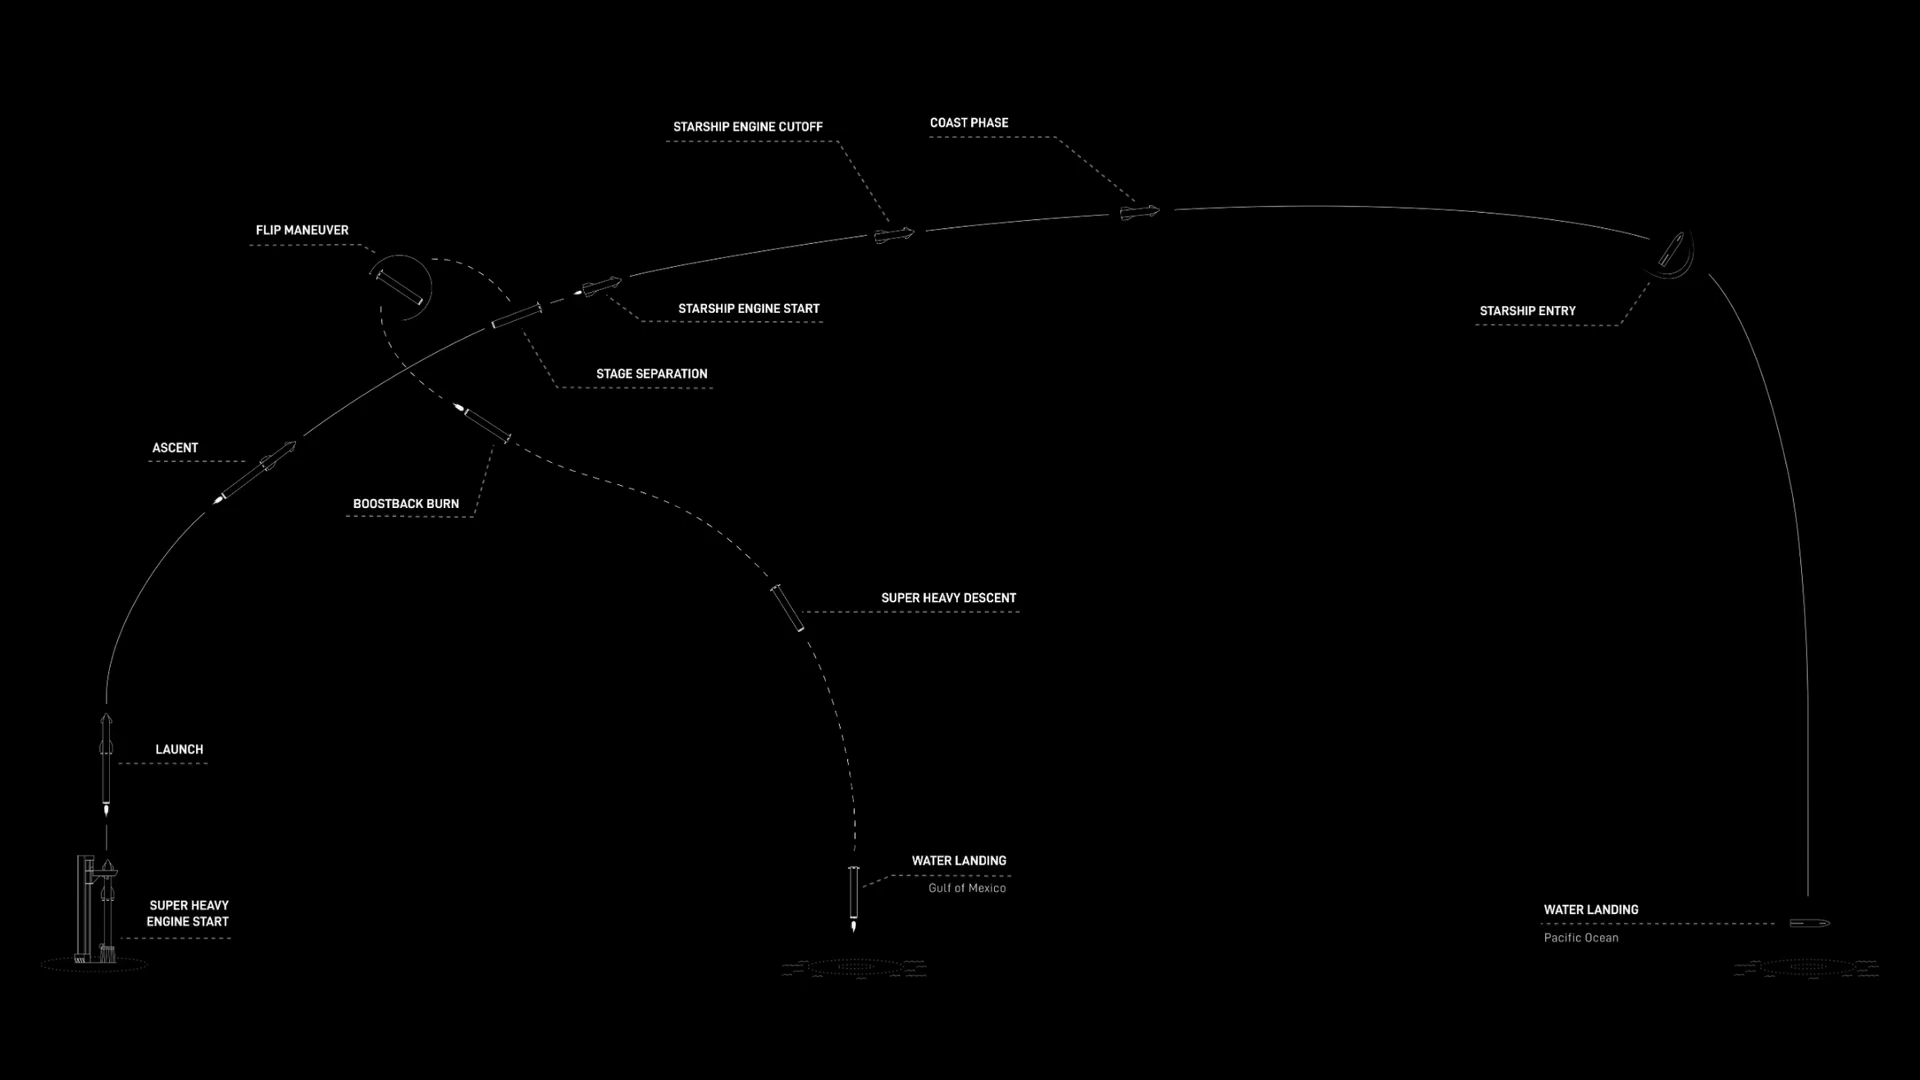 COAST PHASE
STARSHIP ENGINE CUTOFF
FLIP MANEUVER
STARSHIP ENGINE START
STARSHIP ENTRY
STAGE SEPARATION
ASCENT
BOOSTBACK BURN
SUPER HEAVY DESCENT
LAUNCH
WATER LANDING
Gulf of Mexico
SUPER HEAVY
ENGINE START
WATER LANDING
Pacific Ocean